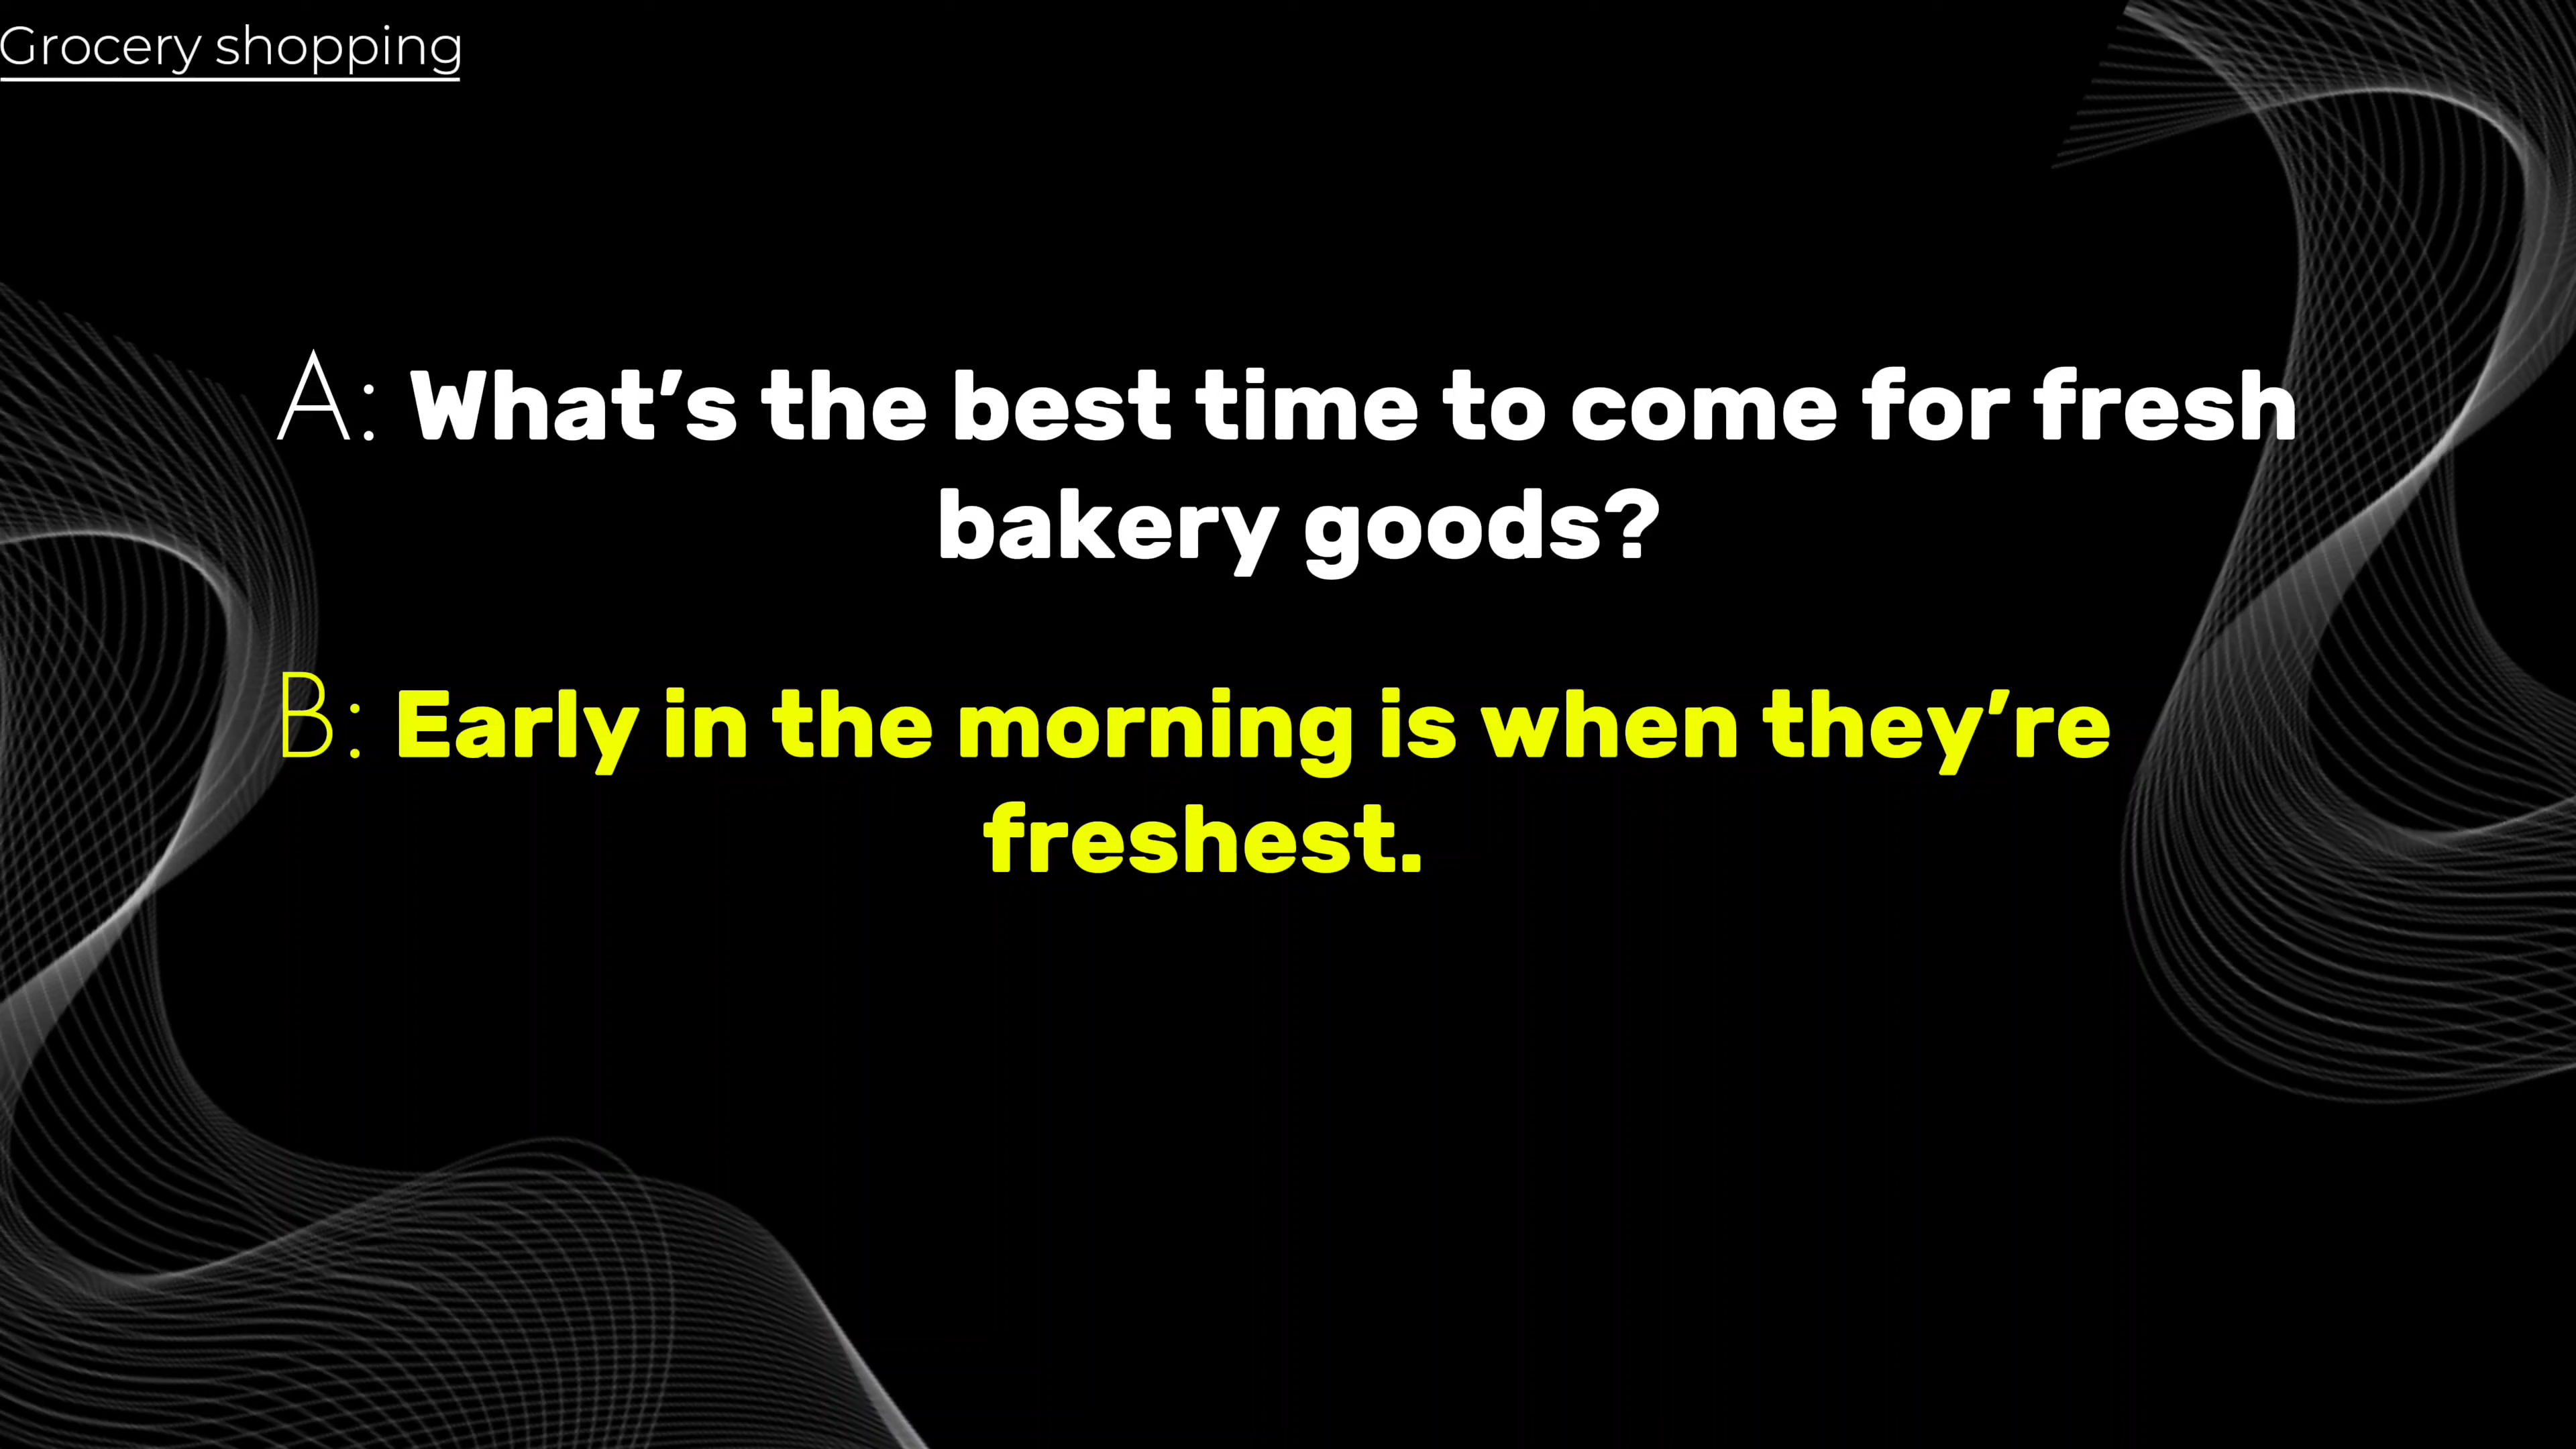 Grocery shopping
A: What’s the best time to come for fresh
bakery goods?
B: Early in the morning is when they’re
freshest.